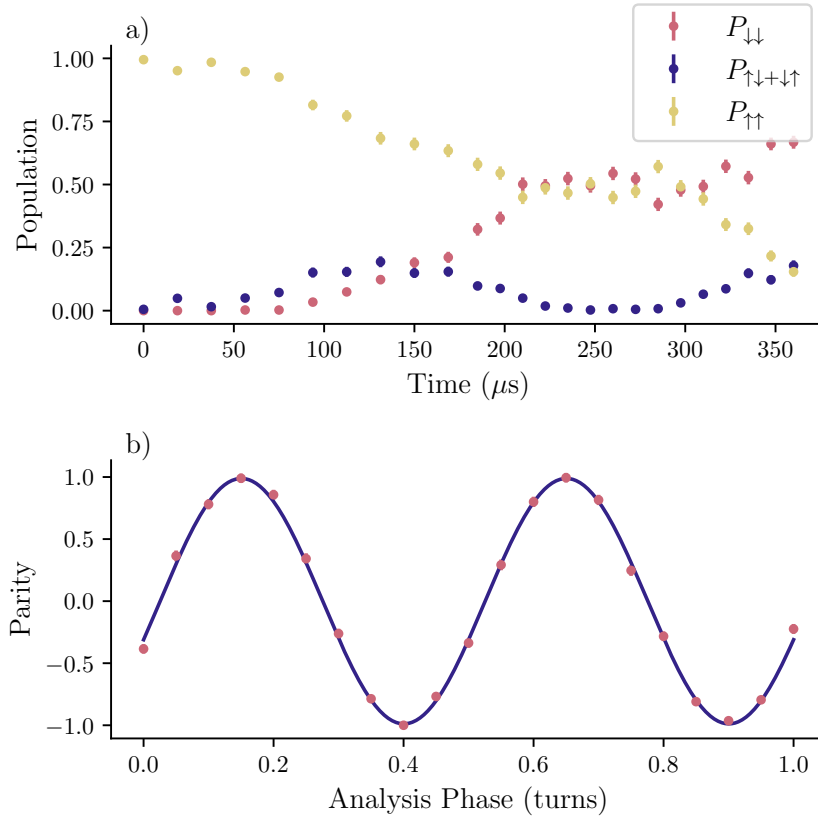 a)
P↓↓
P↑↓+↓↑
P↑↑
1.00
0.75
0.50
0.25
0.00
Population
0 50 100 150 200 250 300 350
Time (μs)
b)
1.0
0.5
0.0
−0.5
−1.0
Parity
0.0 0.2 0.4 0.6 0.8 1.0
Analysis Phase (turns)